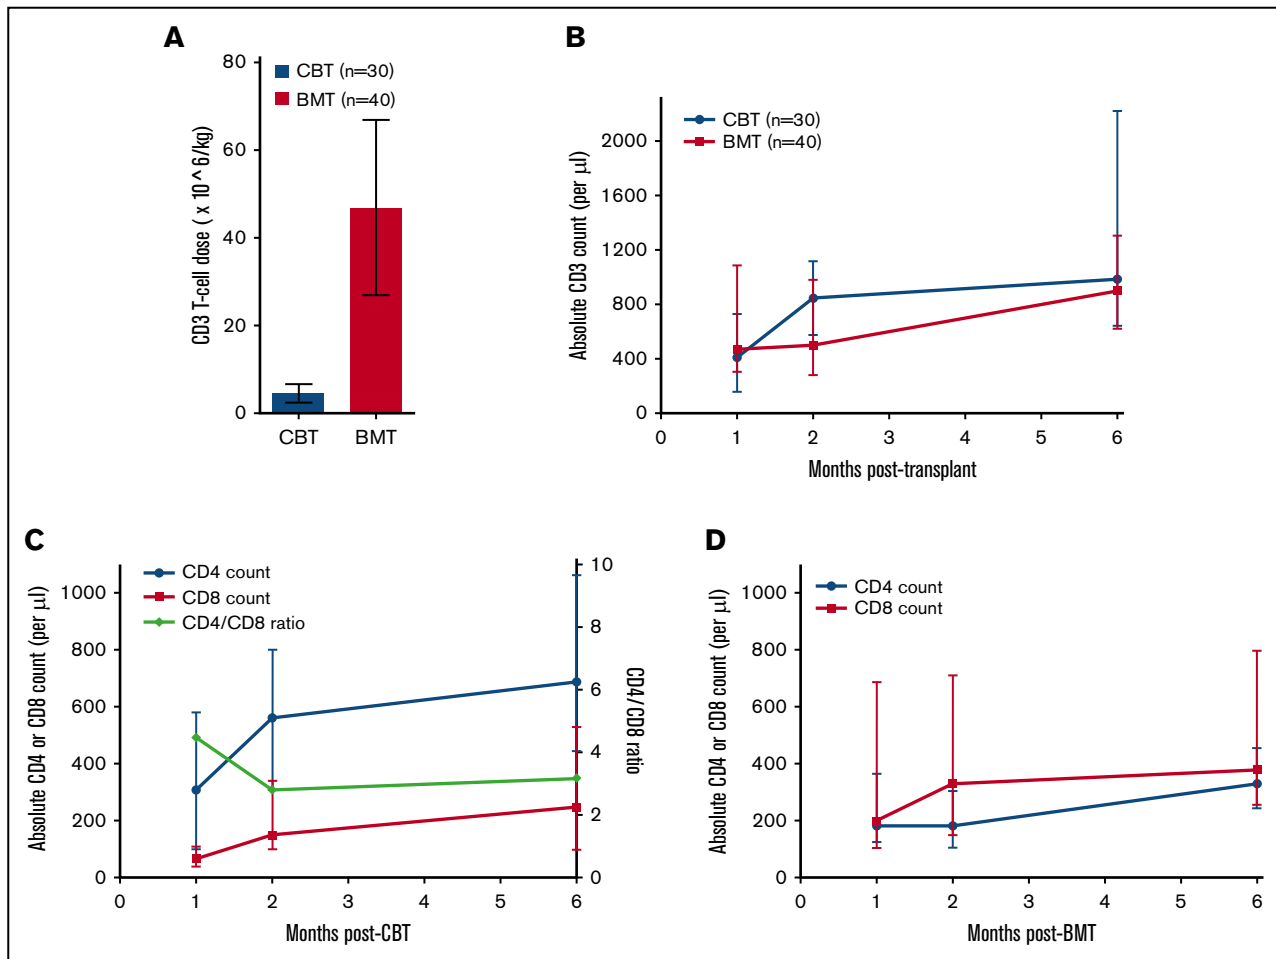 A
80
60
40
20
0
CD3 T-cell dose ( x 10^6/kg)
CBT (n=30)
BMT (n=40)
CBT BMT
B
2000
1600
1200
800
400
0
Absolute CD3 count (per μl)
CBT (n=30)
BMT (n=40)
0 1 2 3 4 5 6
Months post-transplant
C
1000
800
600
400
200
0
Absolute CD4 or CD8 count (per μl)
CD4 count
CD8 count
CD4/CD8 ratio
10
8
6
4
2
0
CD4/CD8 ratio
0 1 2 3 4 5 6
Months post-CBT
D
1000
800
600
400
200
0
Absolute CD4 or CD8 count (per μl)
CD4 count
CD8 count
0 1 2 3 4 5 6
Months post-BMT